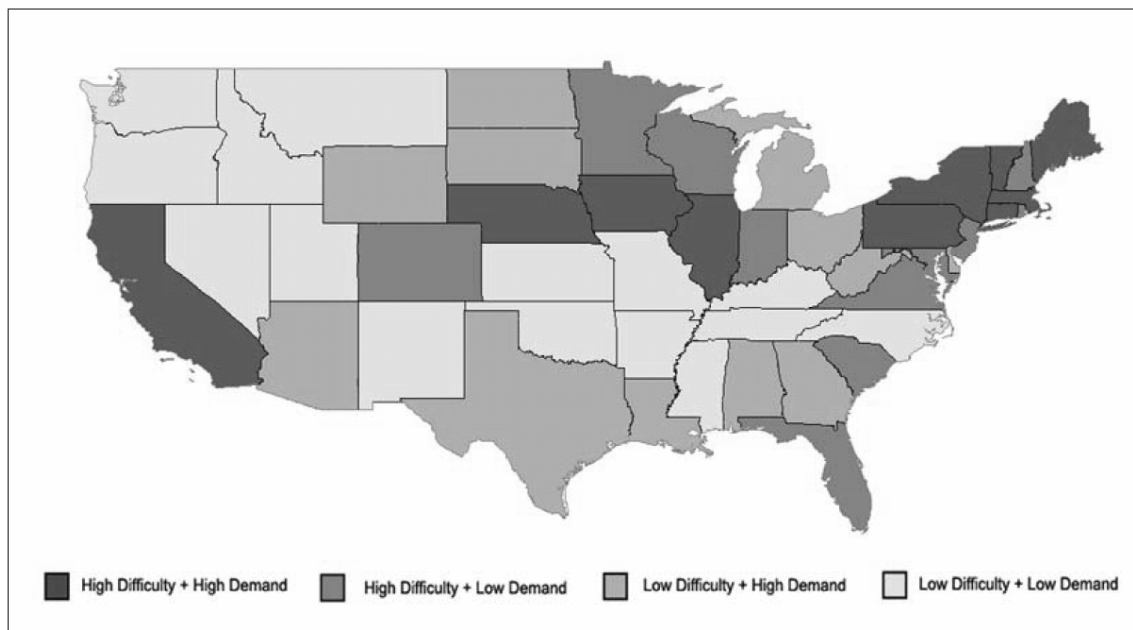 High Difficulty + High Demand
High Difficulty + Low Demand
Low Difficulty + High Demand
Low Difficulty + Low Demand